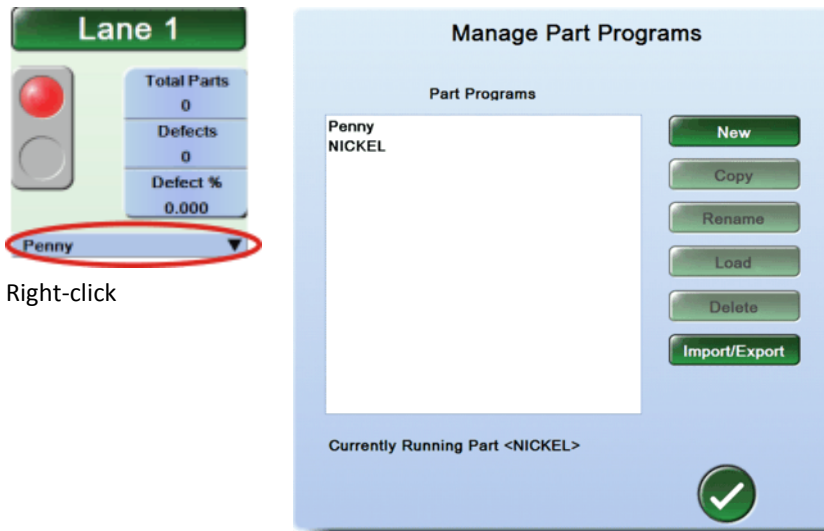 Lane 1
Total Parts
0
Defects
0
Defect %
0.000
Penny
Right-click
Manage Part Programs
Part Programs
Penny
NICKEL
New
Copy
Rename
Load
Delete
Import/Export
Currently Running Part <NICKEL>